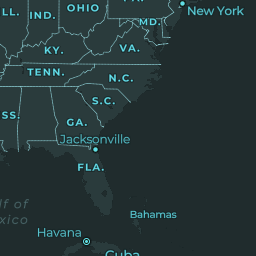 LL.
IND.
OHIO
PA.
New York
MD.
KY.
VA.
TENN.
N.C.
SS.
S.C.
GA.
Jacksonville
FLA.
lf of
xico
Bahamas
Havana
Cuba